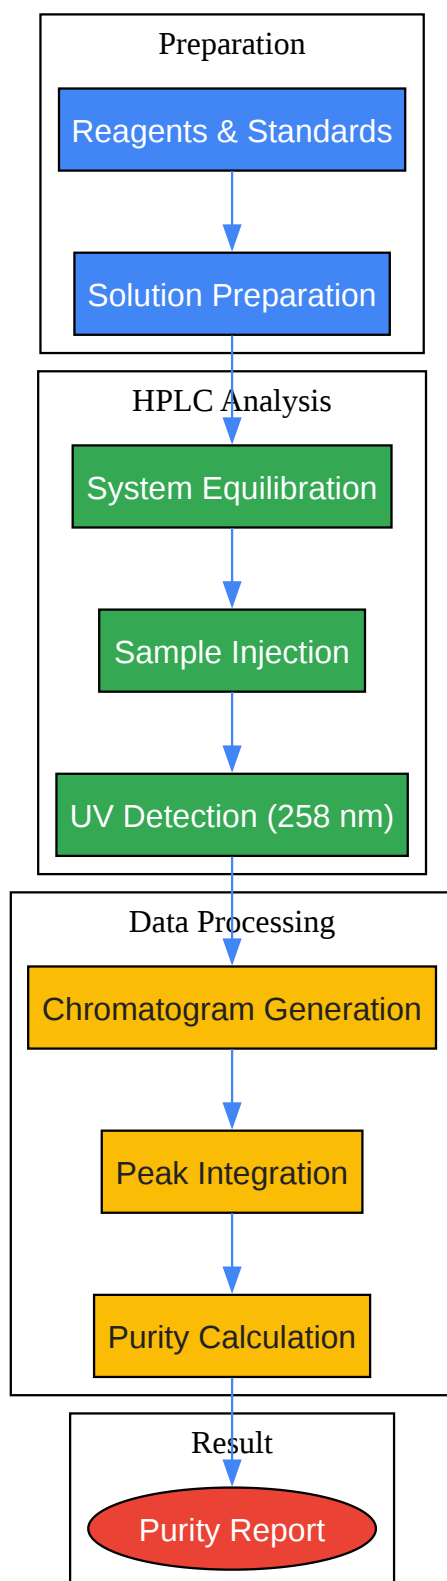 Preparation
Reagents & Standards
Solution Preparation
HPLC Analysis
System Equilibration
Sample Injection
UV Detection (258 nm)
Data Processing
Chromatogram Generation
Peak Integration
Purity Calculation
Result
Purity Report